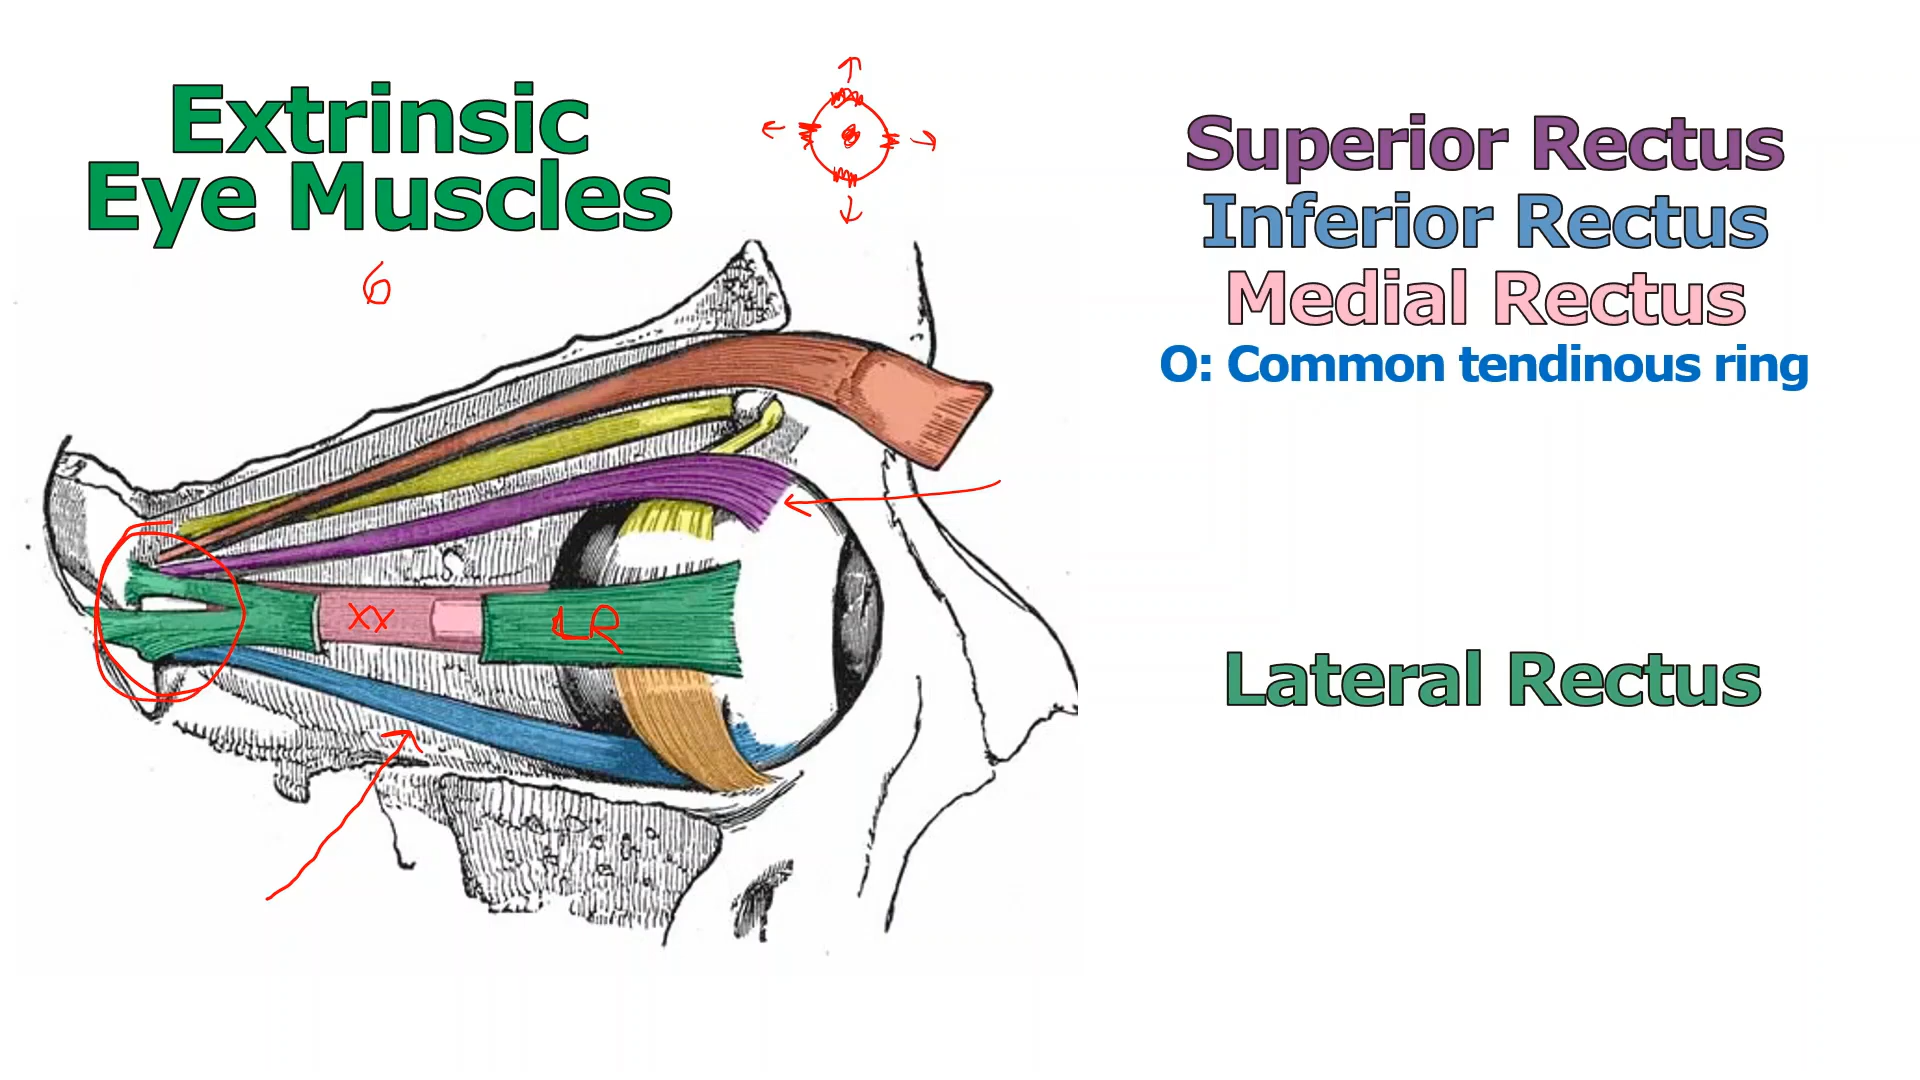 Extrinsic
Eye Muscles
6
Superior Rectus
Inferior Rectus
Medial Rectus
O: Common tendinous ring
XX
LR
Lateral Rectus